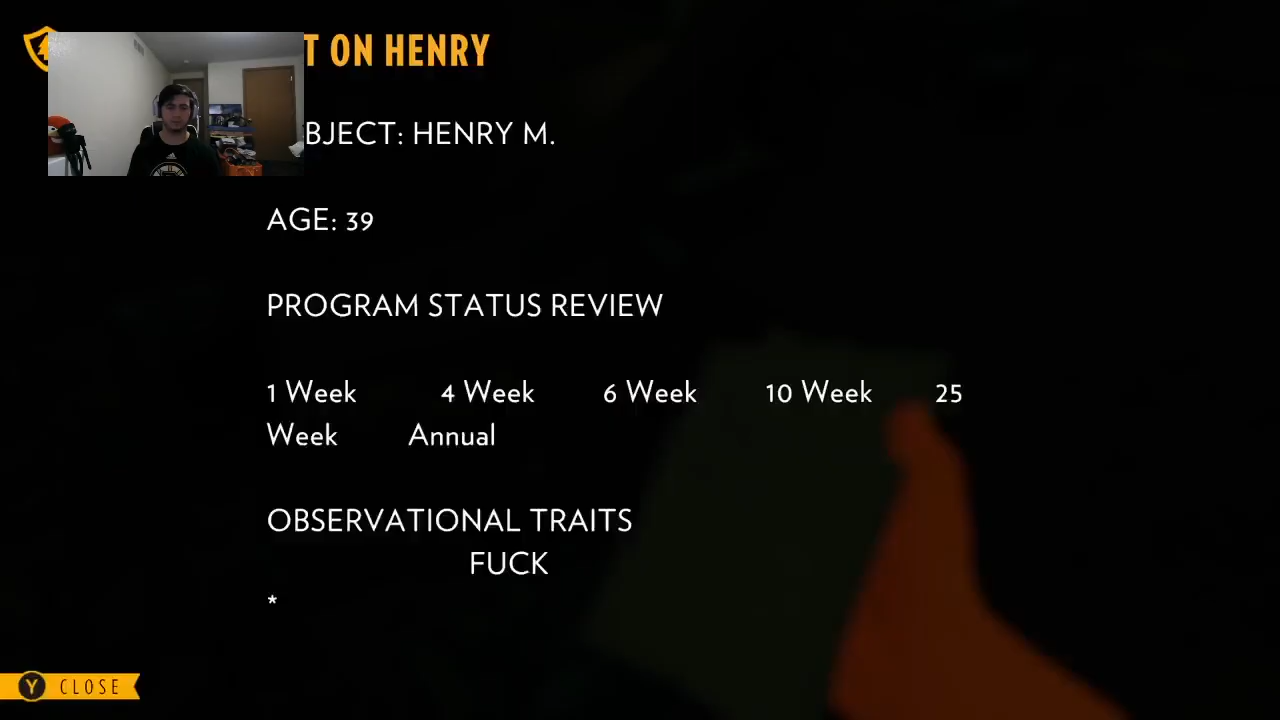 T ON HENRY
BJECT: HENRY M.
AGE: 39
PROGRAM STATUS REVIEW
1 Week 4 Week 6 Week 10 Week 25
Week Annual
OBSERVATIONAL TRAITS
FUCK
*
Y CLOSE